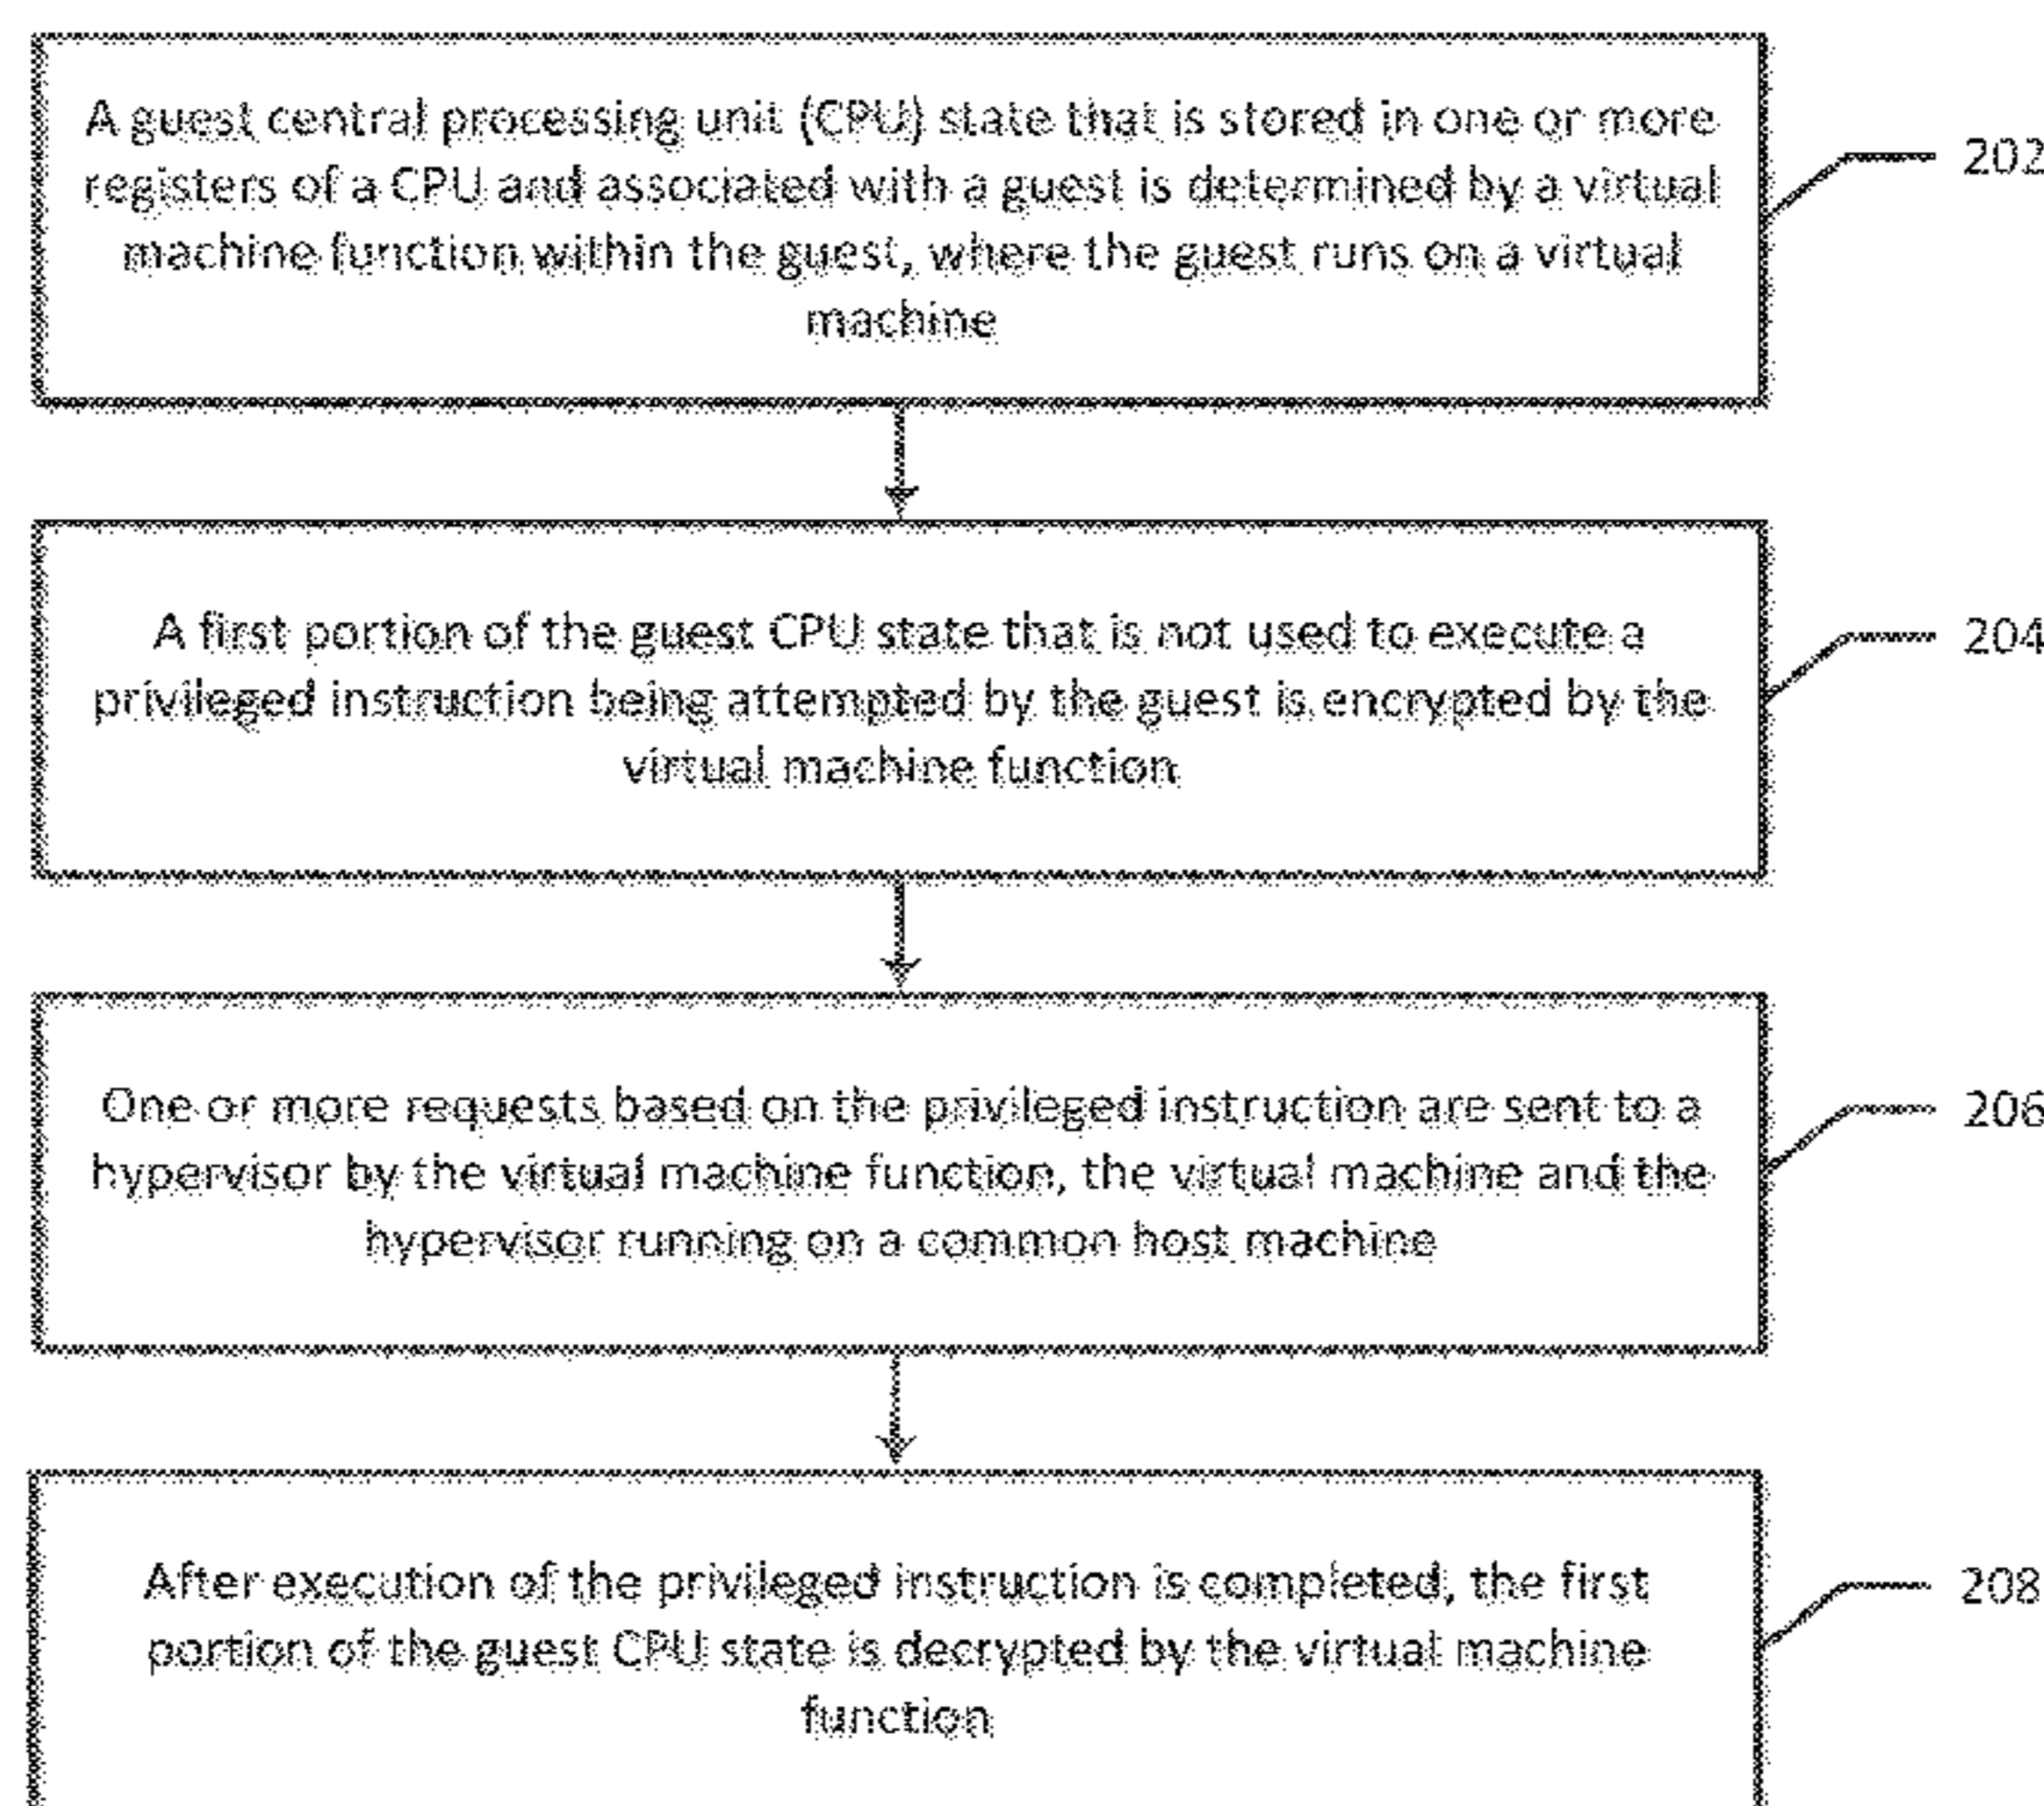 A guest central processing unit (CPU) state that is stored in one or more
registers of a CPU and associated with a guest is determined by a virtual
machine function within the guest, where the guest runs on a virtual
machine
202
A first portion of the guest CPU state that is not used to execute a
privileged instruction being attempted by the guest is encrypted by the
virtual machine function
204
One or more requests based on the privileged instruction are sent to a
hypervisor by the virtual machine function, the virtual machine and the
hypervisor running on a common host machine
206
After execution of the privileged instruction is completed, the first
portion of the guest CPU state is decrypted by the virtual machine
function
208